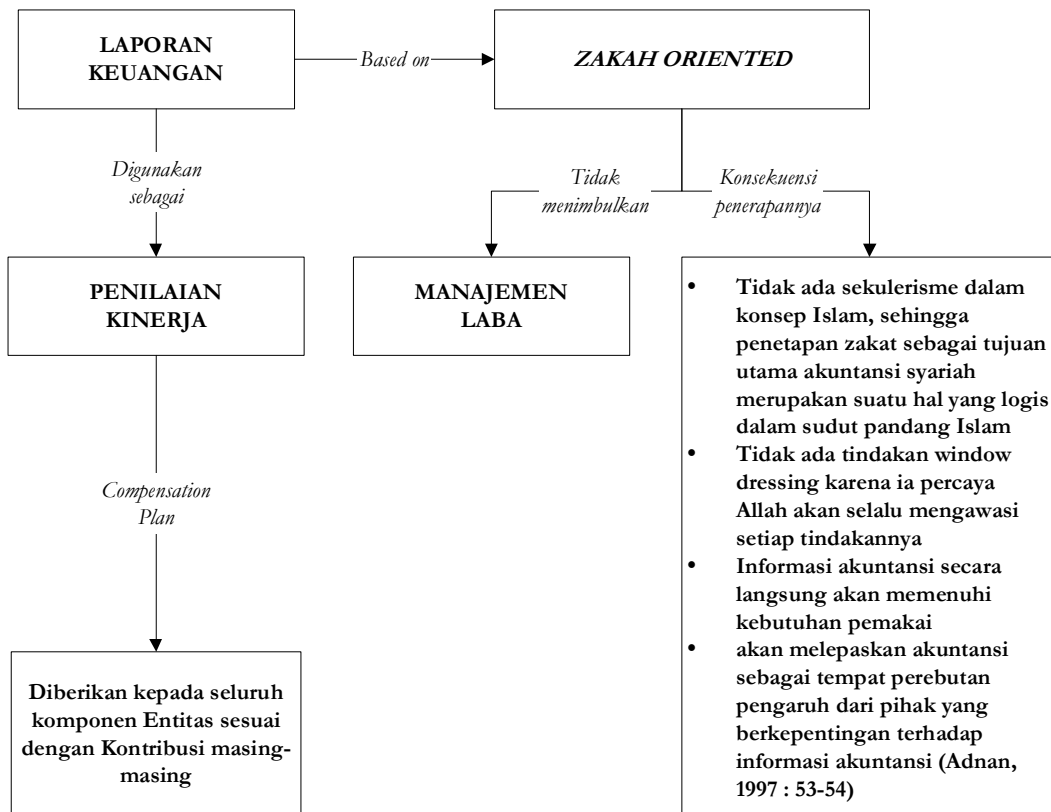 LAPORAN
KEUANGAN
Based on
ZAKAH ORIENTED
Digunakan
sebagai
Tidak
menimbulkan
Konsekuensi
penerapannya
PENILAIAN
KINERJA
MANAJEMEN
LABA
• Tidak ada sekulerisme dalam
konsep Islam, sehingga
penetapan zakat sebagai tujuan
utama akuntansi syariah
merupakan suatu hal yang logis
dalam sudut pandang Islam
• Tidak ada tindakan window
dressing karena ia percaya
Allah akan selalu mengawasi
setiap tindakannya
• Informasi akuntansi secara
langsung akan memenuhi
kebutuhan pemakai
• akan melepaskan akuntansi
sebagai tempat perebutan
pengaruh dari pihak yang
berkepentingan terhadap
informasi akuntansi (Adnan,
1997 : 53-54)
Compensation
Plan
Diberikan kepada seluruh
komponen Entitas sesuai
dengan Kontribusi masing-
masing